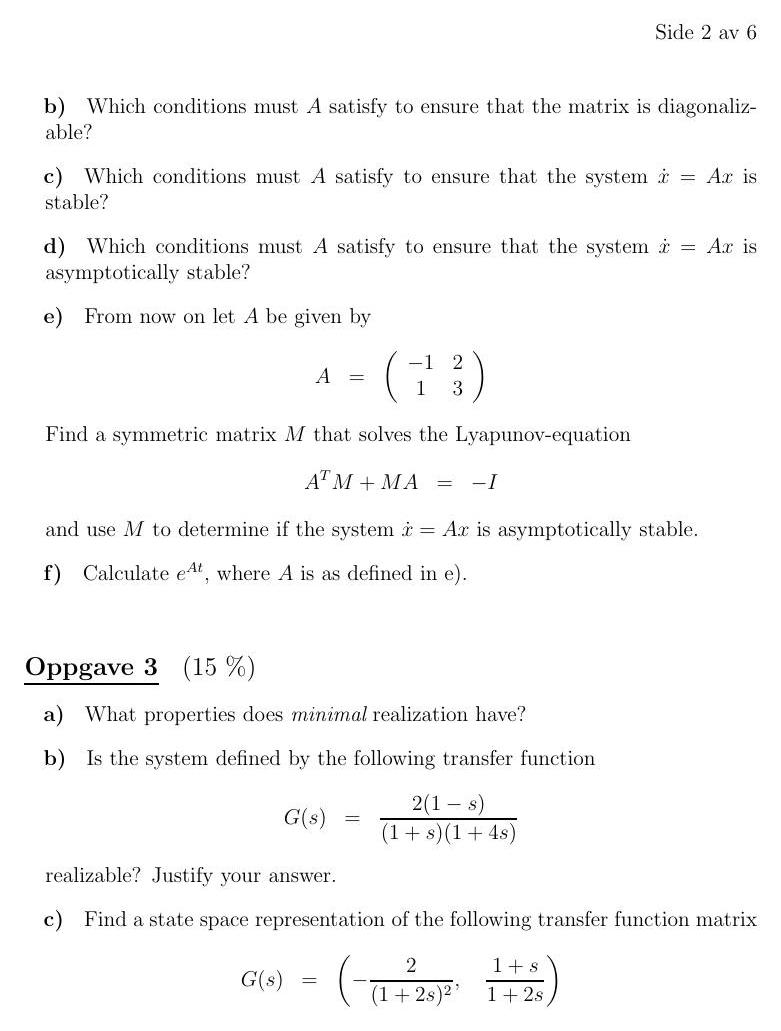 Side 2 av 6
b) Which conditions must A satisfy to ensure that the matrix is diagonaliz-
able?
c) Which conditions must A satisfy to ensure that the system ẋ = Ax is
stable?
d) Which conditions must A satisfy to ensure that the system ẋ = Ax is
asymptotically stable?
e) From now on let A be given by
A = ( −1 2
1 3 )
Find a symmetric matrix M that solves the Lyapunov-equation
A^T M + MA = −I
and use M to determine if the system ẋ = Ax is asymptotically stable.
f) Calculate e^{At}, where A is as defined in e).
Oppgave 3 (15 %)
a) What properties does minimal realization have?
b) Is the system defined by the following transfer function
G(s) = 2(1 − s) / (1 + s)(1 + 4s)
realizable? Justify your answer.
c) Find a state space representation of the following transfer function matrix
G(s) = ( − 2 / (1 + 2s)², 1 + s / 1 + 2s )